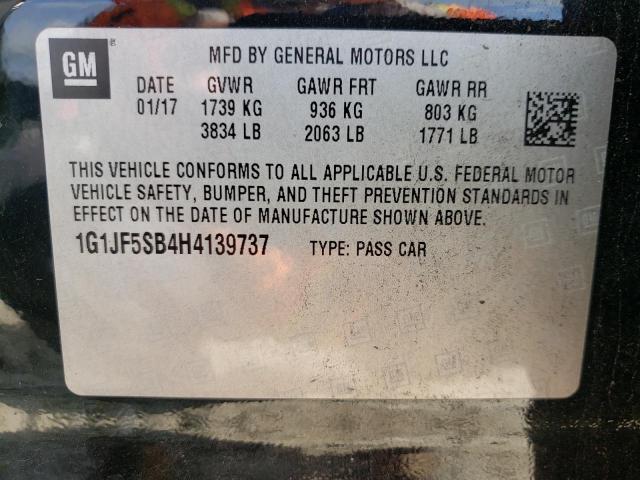 GM
MFD BY GENERAL MOTORS LLC
DATE GVWR GAWR FRT GAWR RR
01/17 1739 KG 936 KG 803 KG
3834 LB 2063 LB 1771 LB
THIS VEHICLE CONFORMS TO ALL APPLICABLE U.S. FEDERAL MOTOR
VEHICLE SAFETY, BUMPER, AND THEFT PREVENTION STANDARDS IN
EFFECT ON THE DATE OF MANUFACTURE SHOWN ABOVE.
1G1JF5SB4H4139737 TYPE: PASS CAR